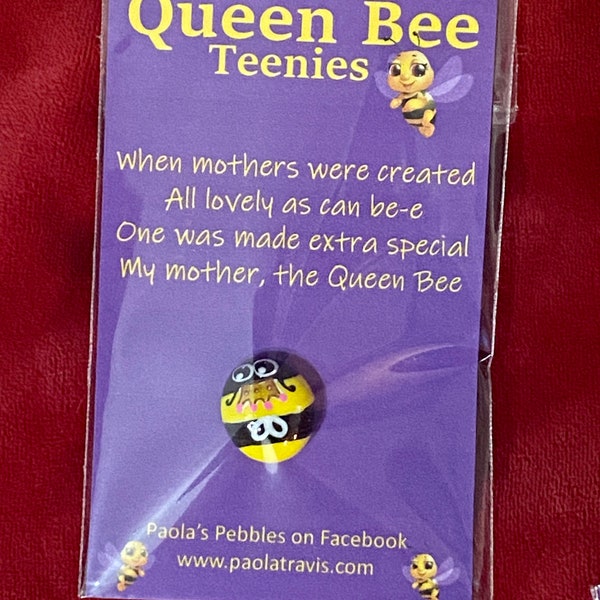 Queen Bee
Teenies
When mothers were created
All lovely as can be-e
One was made extra special
My mother, the Queen Bee
Paola's Pebbles on Facebook
www.paolatravis.com